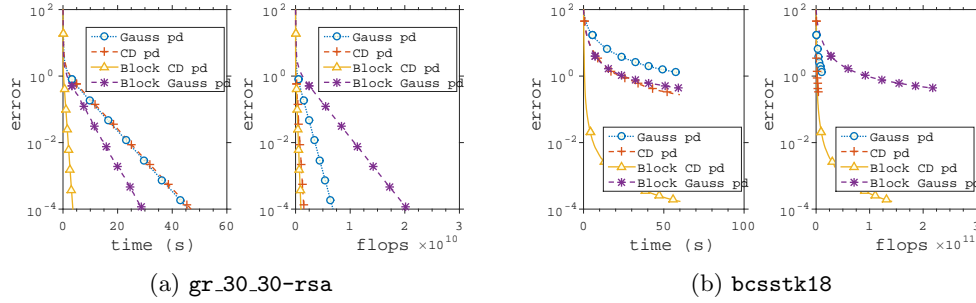 error
10^2
10^0
10^-2
10^-4
Gauss pd
CD pd
Block CD pd
Block Gauss pd
0 20 40 60
time (s)
error
10^2
10^0
10^-2
10^-4
Gauss pd
CD pd
Block CD pd
Block Gauss pd
0 1 2 3
flops ×10^10
error
10^2
10^0
10^-2
10^-4
Gauss pd
CD pd
Block CD pd
Block Gauss pd
0 50 100
time (s)
error
10^2
10^0
10^-2
10^-4
Gauss pd
CD pd
Block CD pd
Block Gauss pd
0 1 2 3
flops ×10^11
(a) gr_30_30-rsa
(b) bcsstk18